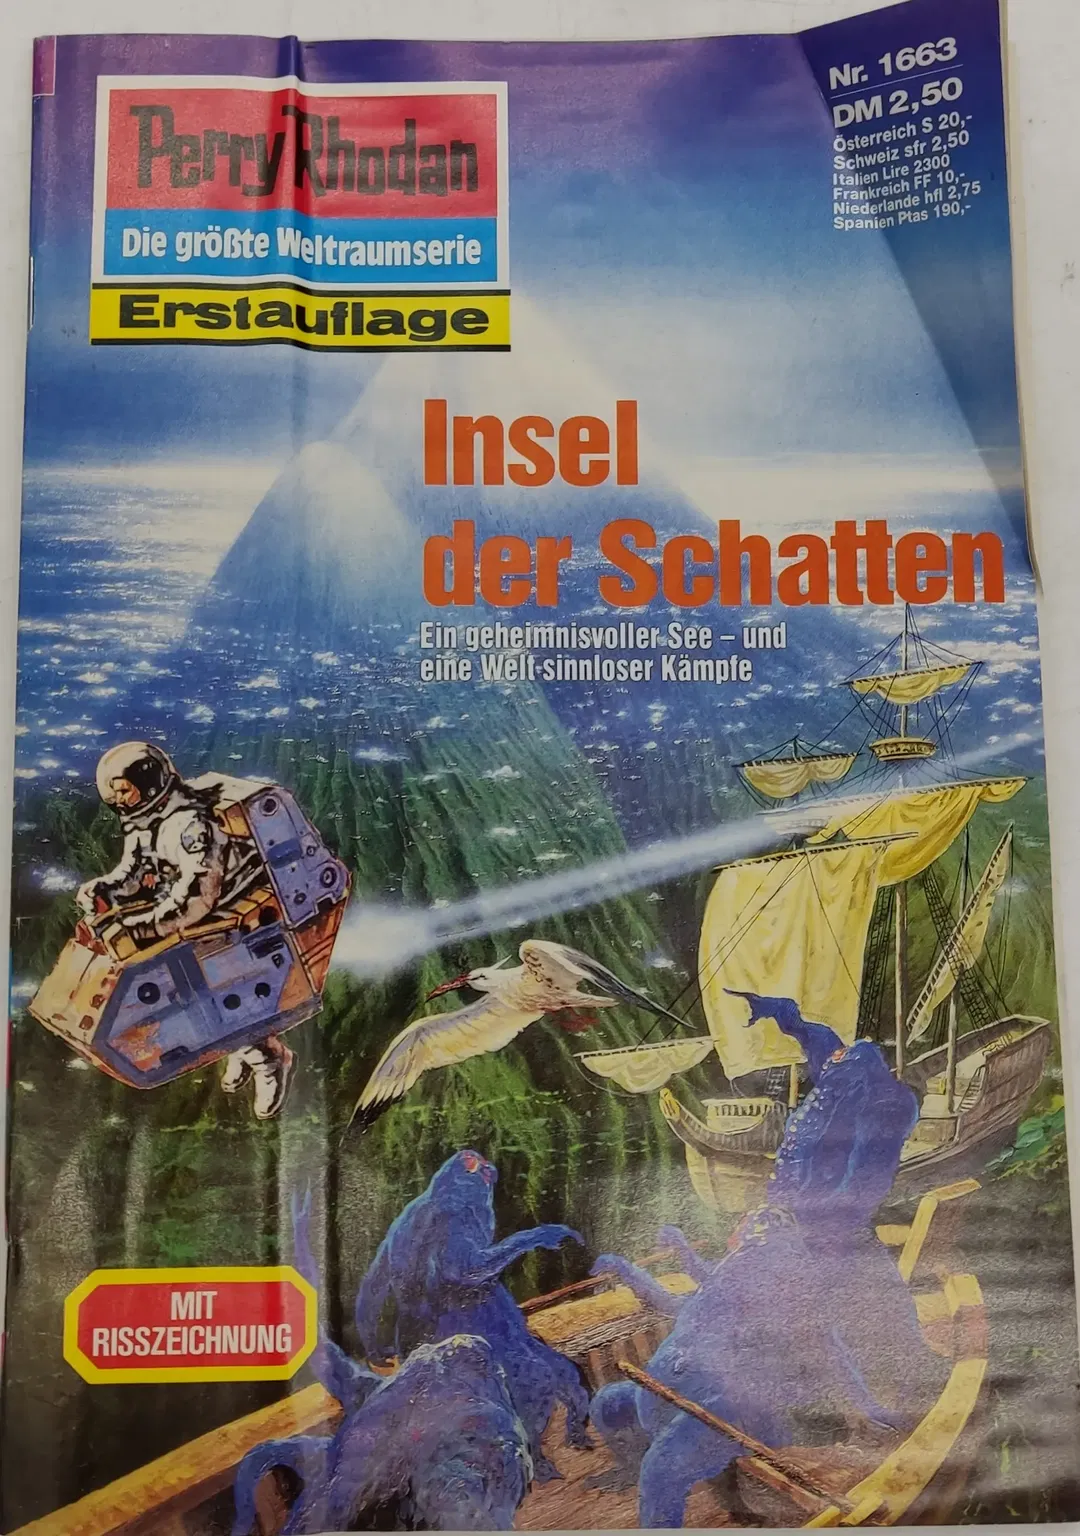 Perry Rhodan
Die größte Weltraumserie
Erstauflage
Nr. 1663
DM 2,50
Österreich S 20,-
Schweiz sfr 2,50
Italien Lire 2300
Frankreich FF 10,-
Niederlande hfl 2,75
Spanien Ptas 190,-
Insel
der Schatten
Ein geheimnisvoller See – und
eine Welt sinnloser Kämpfe
MIT
RISSZEICHNUNG